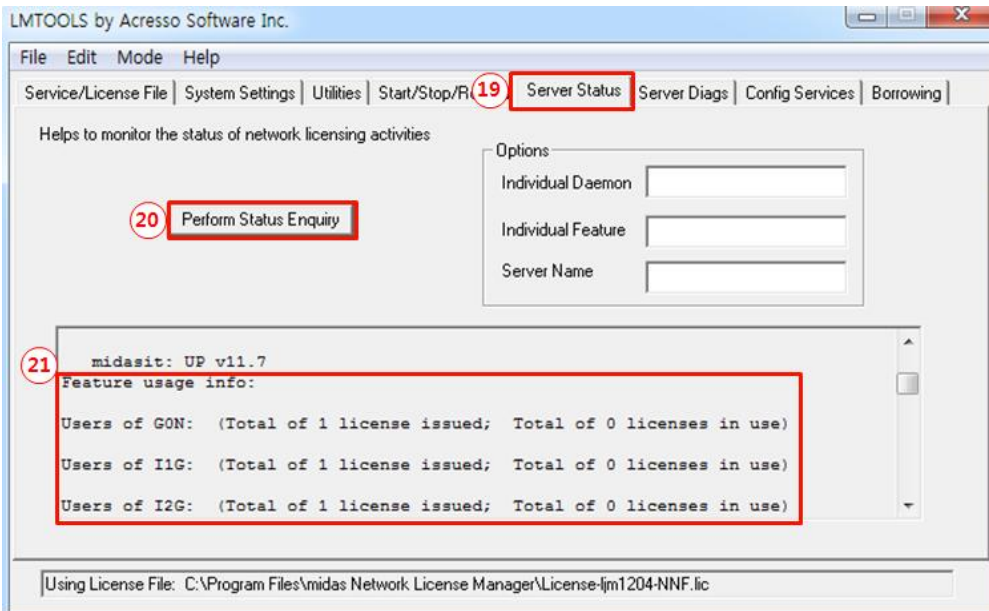 LMTOOLS by Acresso Software Inc.
File Edit Mode Help
Service/License File System Settings Utilities Start/Stop/Re 19 Server Status Server Diags Config Services Borrowing
Helps to monitor the status of network licensing activities
Options
Individual Daemon
20 Perform Status Enquiry
Individual Feature
Server Name
midasit: UP v11.7
21
Feature usage info:
Users of G0N: (Total of 1 license issued; Total of 0 licenses in use)
Users of I1G: (Total of 1 license issued; Total of 0 licenses in use)
Users of I2G: (Total of 1 license issued; Total of 0 licenses in use)
Using License File: C:\Program Files\midas Network License Manager\License-ljm1204-NNF.lic